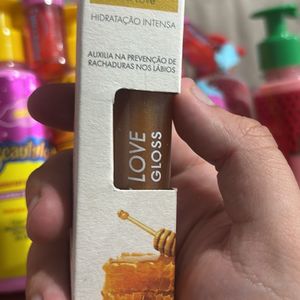 HIDRATAÇÃO INTENSA
AUXILIA NA PREVENÇÃO DE
RACHADURAS NOS LÁBIOS
LOVE
GLOSS